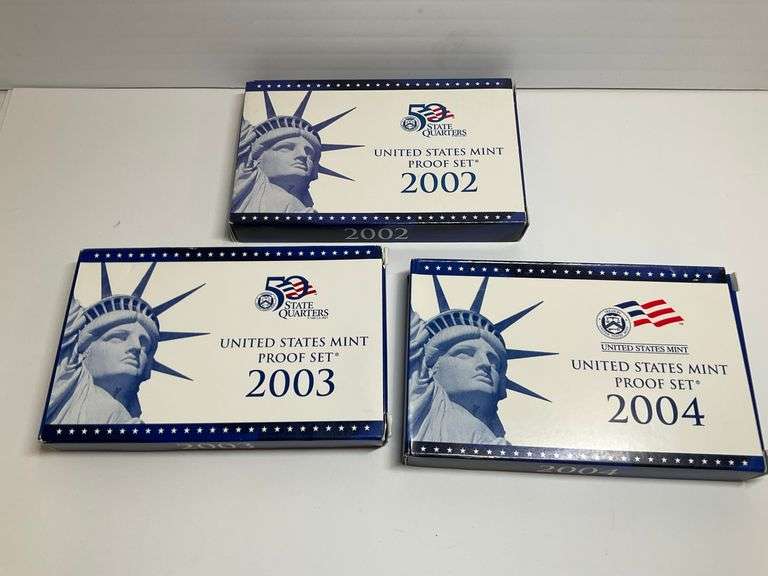 50
STATE
QUARTERS
UNITED STATES MINT
PROOF SET®
2002
2002
50
STATE
QUARTERS
UNITED STATES MINT
PROOF SET®
2003
2003
UNITED STATES MINT
UNITED STATES MINT
PROOF SET®
2004
2004